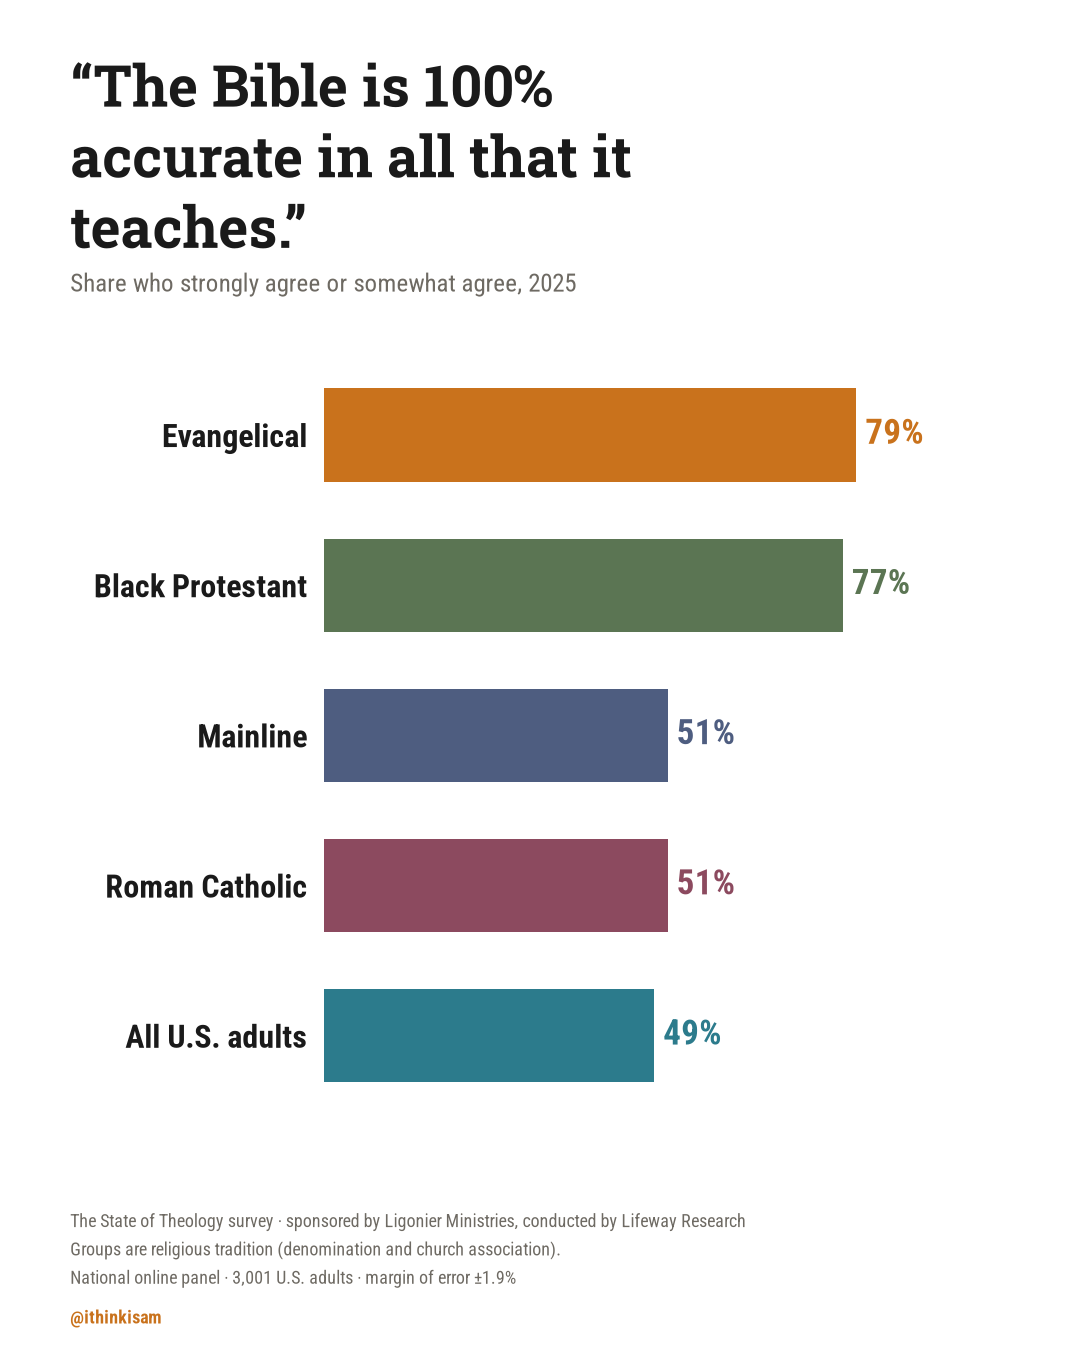 “The Bible is 100%
accurate in all that it
teaches.”
Share who strongly agree or somewhat agree, 2025
Evangelical 79%
Black Protestant 77%
Mainline 51%
Roman Catholic 51%
All U.S. adults 49%
The State of Theology survey · sponsored by Ligonier Ministries, conducted by Lifeway Research
Groups are religious tradition (denomination and church association).
National online panel · 3,001 U.S. adults · margin of error ±1.9%
@ithinkisam